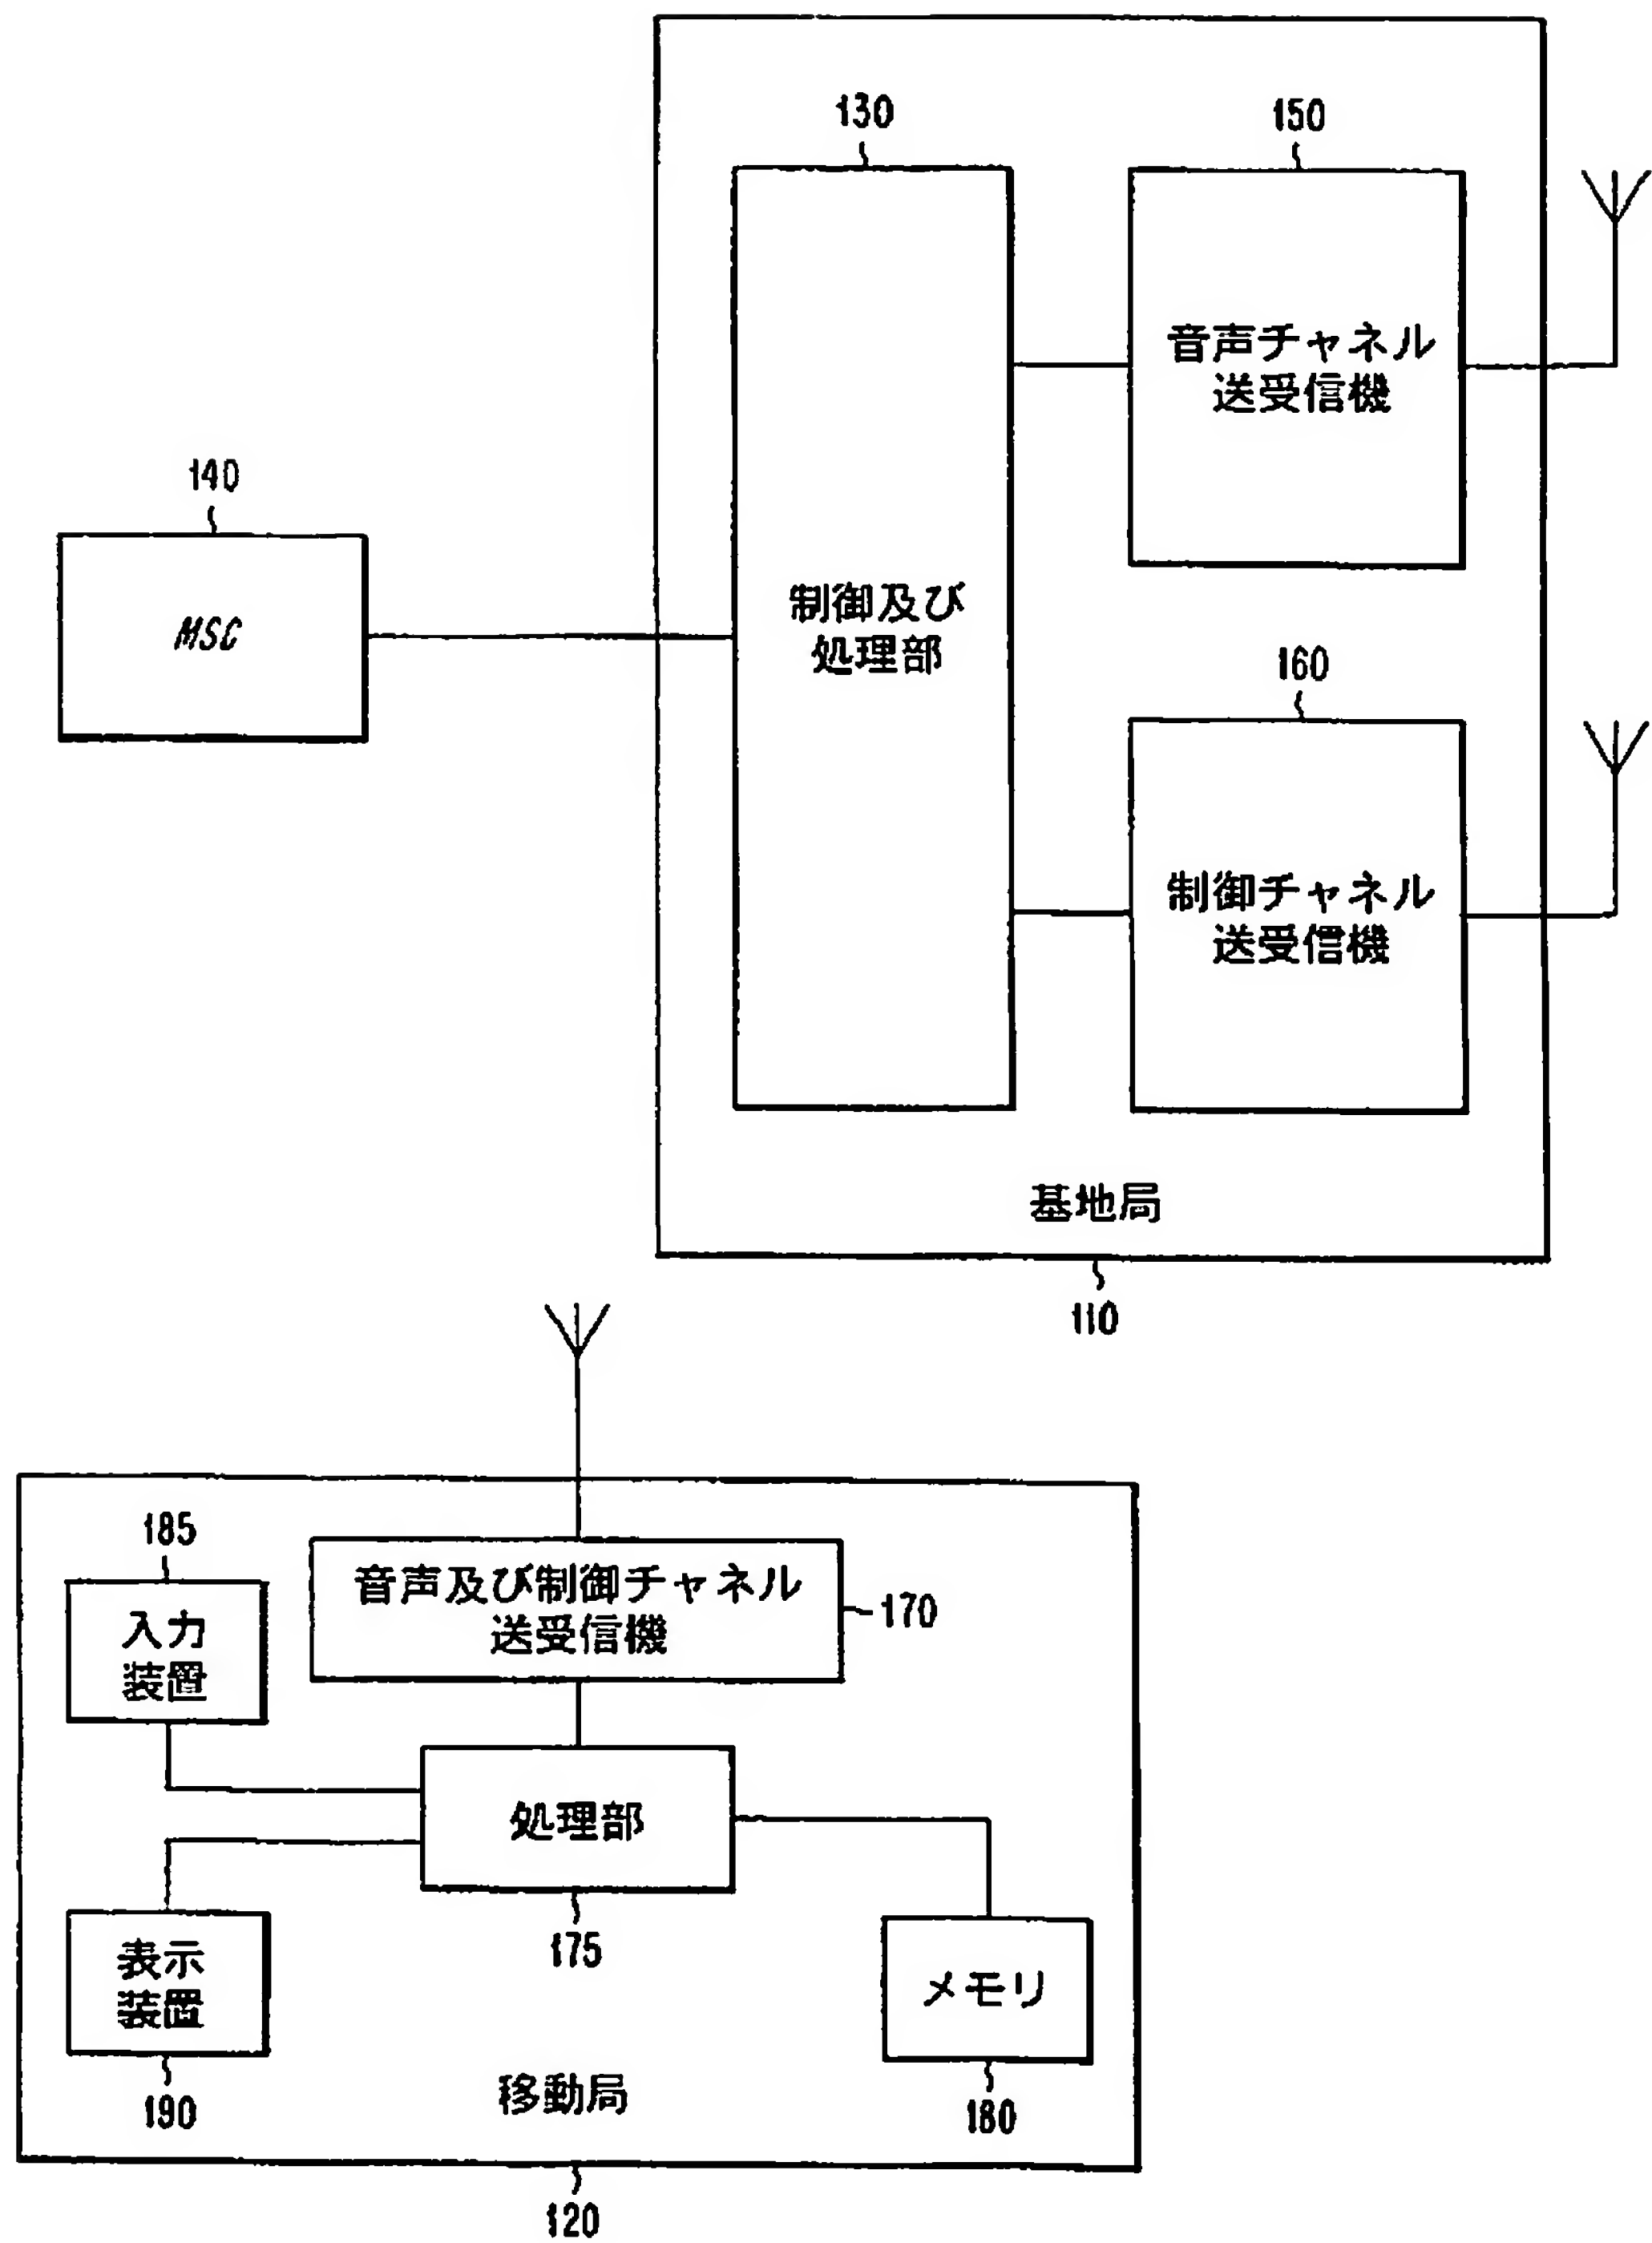 130
150
音声チャネル
送受信機
140
MSC
制御及び
処理部
160
制御チャネル
送受信機
基地局
110
185
入力
装置
音声及び制御チャネル
送受信機
170
処理部
175
表示
装置
190
メモリ
180
移動局
120